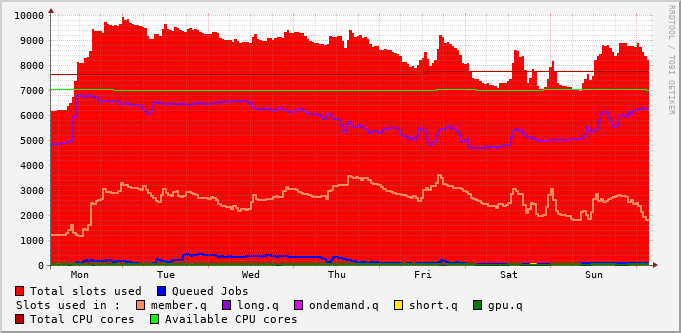 10000
9000
8000
7000
6000
5000
4000
3000
2000
1000
0
Mon Tue Wed Thu Fri Sat Sun
RRDTOOL / TOBI OETIKER
Total slots used Queued Jobs
Slots used in : member.q long.q ondemand.q short.q gpu.q
Total CPU cores Available CPU cores